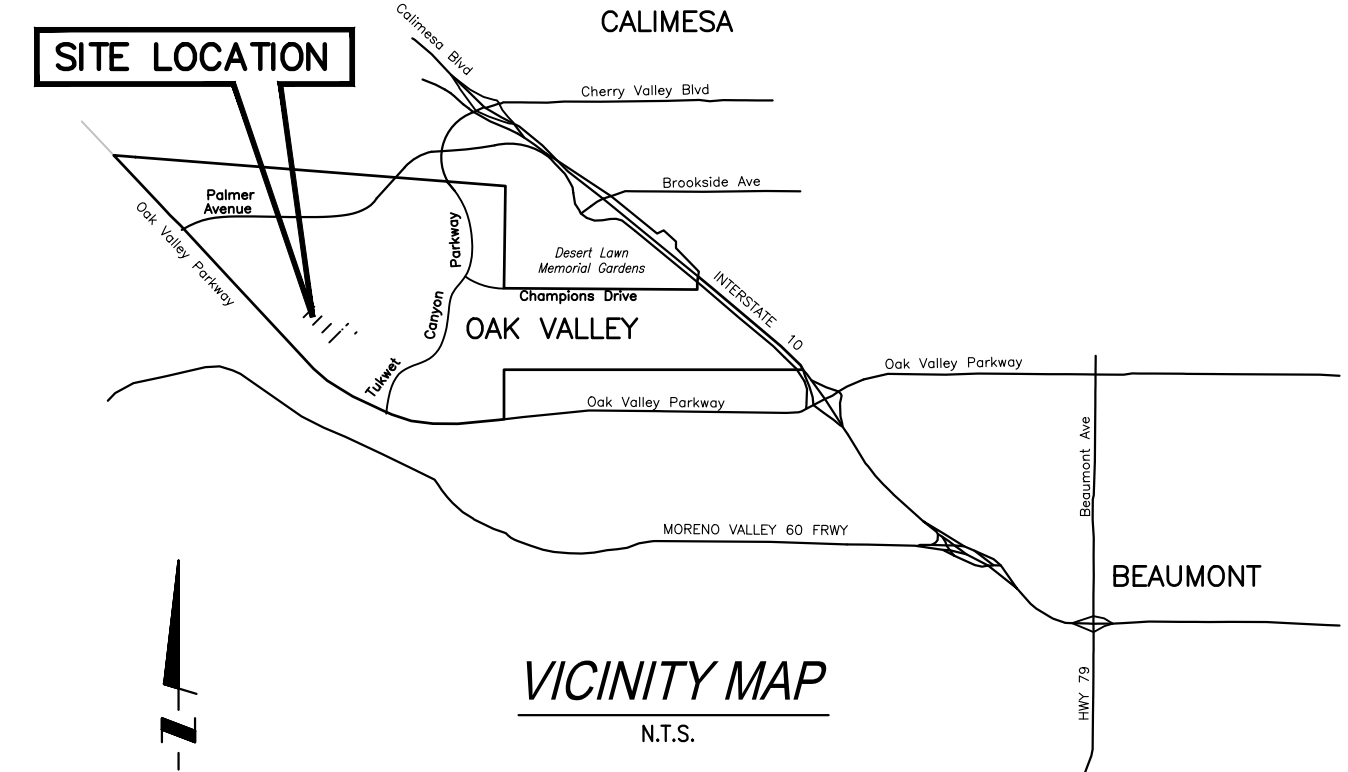 CALIMESA
SITE LOCATION
Calimesa Blvd
Cherry Valley Blvd
Brookside Ave
Palmer
Avenue
Oak Valley Parkway
Tukwet
Canyon
Parkway
Desert Lawn
Memorial Gardens
Champions Drive
INTERSTATE 10
OAK VALLEY
Oak Valley Parkway
Oak Valley Parkway
Beaumont Ave
MORENO VALLEY 60 FRWY
BEAUMONT
HWY 79
VICINITY MAP
N.T.S.
N